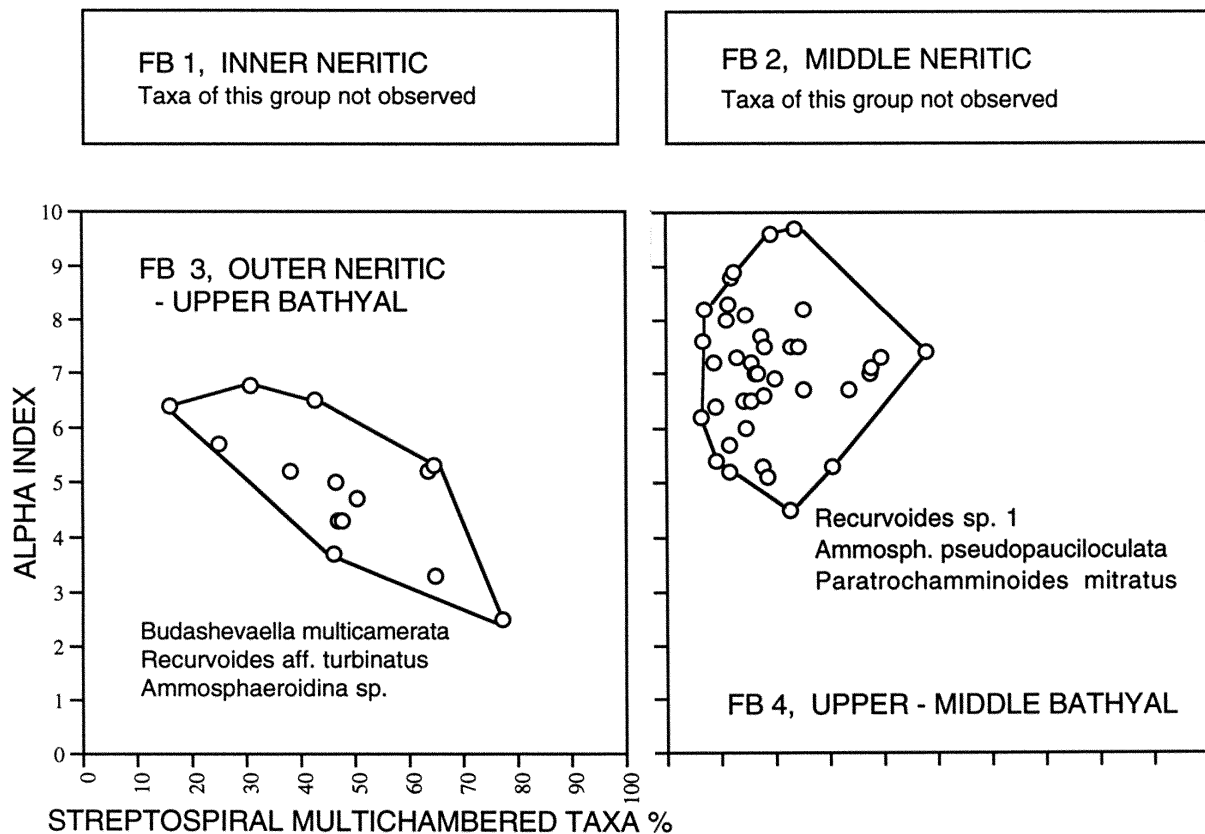 FB 1, INNER NERITIC
Taxa of this group not observed
FB 2, MIDDLE NERITIC
Taxa of this group not observed
FB 3, OUTER NERITIC
- UPPER BATHYAL
Budashevaella multicamerata
Recurvoides aff. turbinatus
Ammosphaeroidina sp.
ALPHA INDEX
10
9
8
7
6
5
4
3
2
1
0
0
10
20
30
40
50
60
70
80
90
100
STREPTOSPIRAL MULTICHAMBERED TAXA %
Recurvoides sp. 1
Ammosph. pseudopauciloculata
Paratrochamminoides mitratus
FB 4, UPPER - MIDDLE BATHYAL